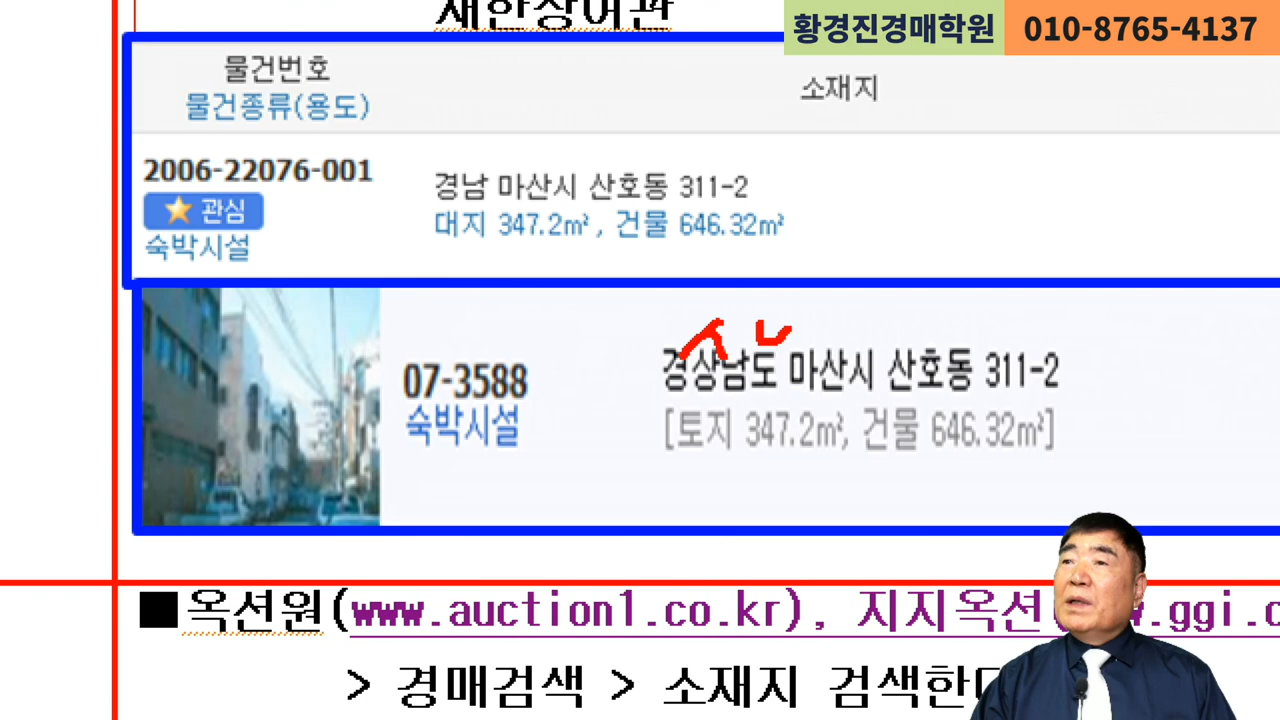 새한장여관
황경진경매학원 010-8765-4137
물건번호
물건종류(용도)
소재지
2006-22076-001
관심
숙박시설
경남 마산시 산호동 311-2
대지 347.2㎡, 건물 646.32㎡
07-3588
숙박시설
경상남도 마산시 산호동 311-2
[토지 347.2㎡, 건물 646.32㎡]
■옥션원(www.auction1.co.kr), 지지옥션
> 경매검색 > 소재지 검색한